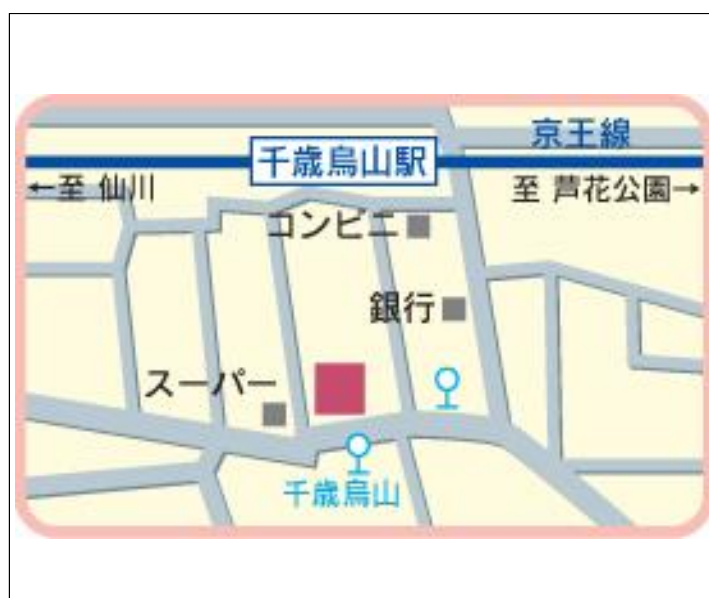 京王線
千歳烏山駅
←至 仙川
至 芦花公園→
コンビニ
銀行
スーパー
千歳烏山